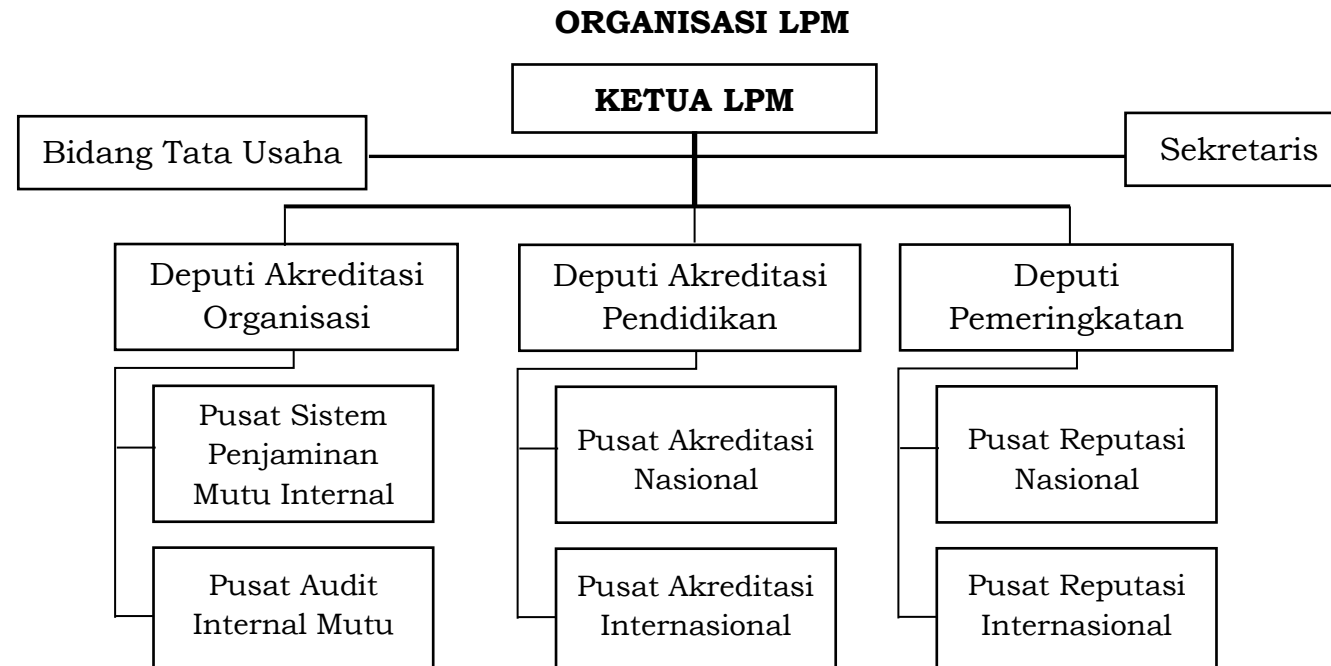 ORGANISASI LPM
KETUA LPM
Bidang Tata Usaha
Sekretaris
Deputi Akreditasi
Organisasi
Deputi Akreditasi
Pendidikan
Deputi
Pemeringkatan
Pusat Sistem
Penjaminan
Mutu Internal
Pusat Akreditasi
Nasional
Pusat Reputasi
Nasional
Pusat Audit
Internal Mutu
Pusat Akreditasi
Internasional
Pusat Reputasi
Internasional